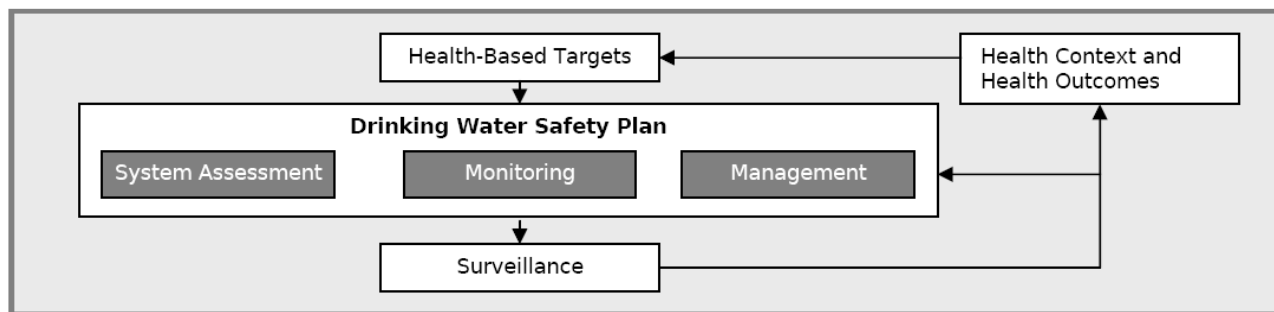 Health-Based Targets
Health Context and
Health Outcomes
Drinking Water Safety Plan
System Assessment
Monitoring
Management
Surveillance